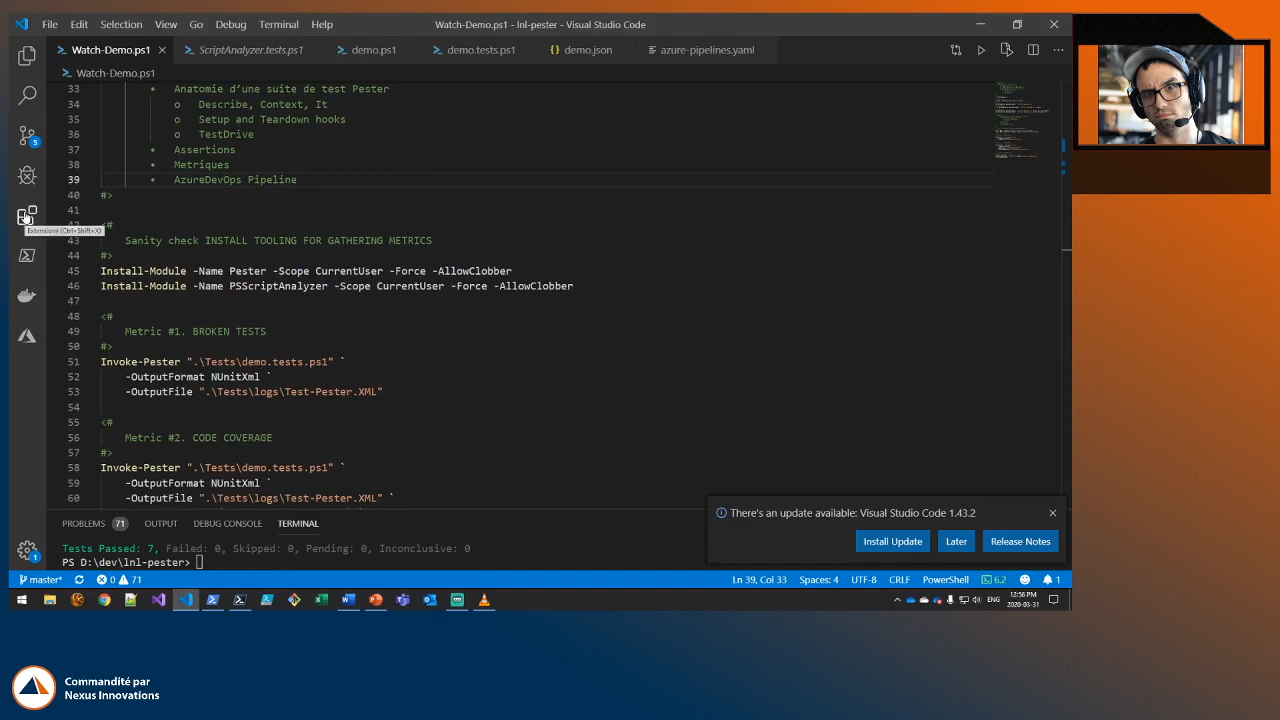 File Edit Selection View Go Debug Terminal Help
Watch-Demo.ps1 - lnl-pester - Visual Studio Code
Watch-Demo.ps1 ScriptAnalyzer.tests.ps1 demo.ps1 demo.tests.ps1 {} demo.json azure-pipelines.yaml
Watch-Demo.ps1
33 • Anatomie d'une suite de test Pester
34 o Describe, Context, It
35 o Setup and Teardown hooks
36 o TestDrive
37 • Assertions
38 • Metriques
39 • AzureDevOps Pipeline
40 #>
41
42 <#
Extensions (Ctrl+Shift+X)
43 Sanity check INSTALL TOOLING FOR GATHERING METRICS
44 #>
45 Install-Module -Name Pester -Scope CurrentUser -Force -AllowClobber
46 Install-Module -Name PSScriptAnalyzer -Scope CurrentUser -Force -AllowClobber
47
48 <#
49 Metric #1. BROKEN TESTS
50 #>
51 Invoke-Pester ".\Tests\demo.tests.ps1" `
52 -OutputFormat NUnitXml `
53 -OutputFile ".\Tests\logs\Test-Pester.XML"
54
55 <#
56 Metric #2. CODE COVERAGE
57 #>
58 Invoke-Pester ".\Tests\demo.tests.ps1" `
59 -OutputFormat NUnitXml `
60 -OutputFile ".\Tests\logs\Test-Pester.XML" `
5
1
There's an update available: Visual Studio Code 1.43.2
Install Update Later Release Notes
PROBLEMS 71 OUTPUT DEBUG CONSOLE TERMINAL
Tests Passed: 7, Failed: 0, Skipped: 0, Pending: 0, Inconclusive: 0
PS D:\dev\lnl-pester>
master* 0 71 Ln 39, Col 33 Spaces: 4 UTF-8 CRLF PowerShell 6.2 1
ENG 12:56 PM
2020-03-31
Commandité par
Nexus Innovations